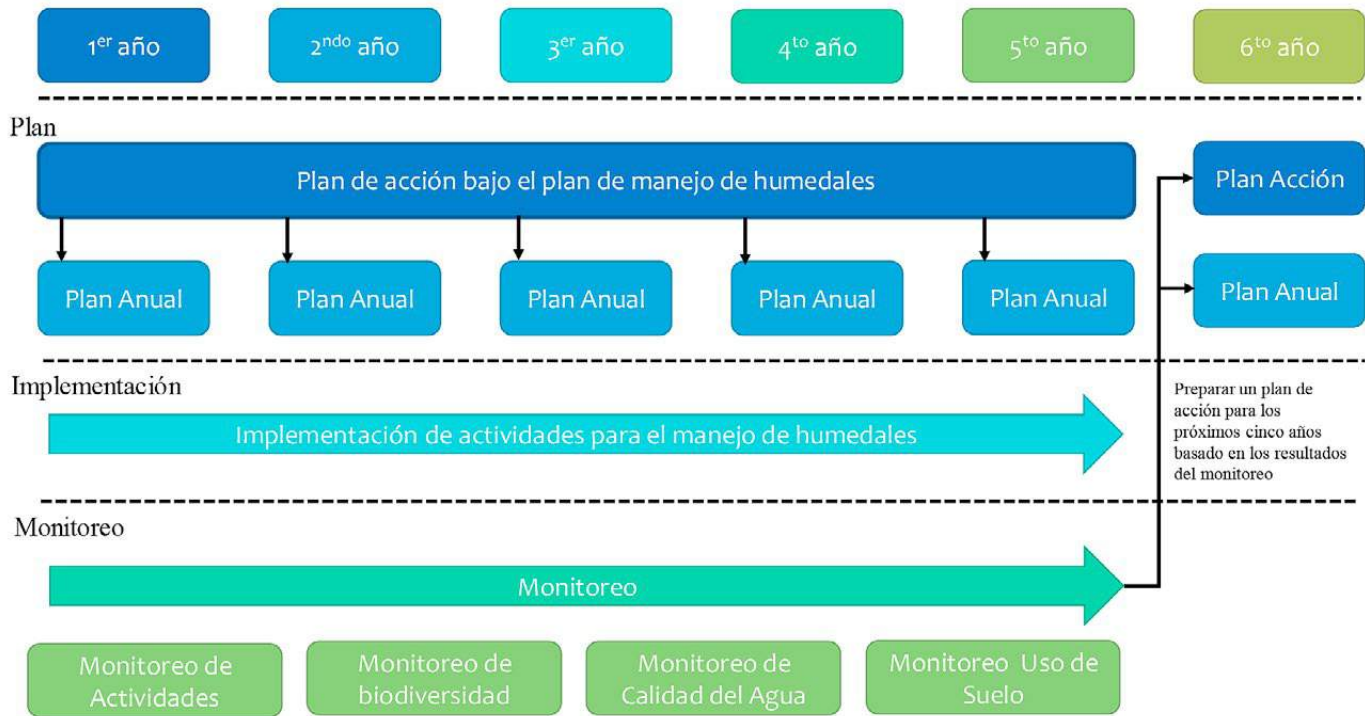 1er año
2ndo año
3er año
4to año
5to año
6to año
Plan
Plan de acción bajo el plan de manejo de humedales
Plan Acción
Plan Anual
Plan Anual
Plan Anual
Plan Anual
Plan Anual
Plan Anual
Implementación
Implementación de actividades para el manejo de humedales
Preparar un plan de
acción para los
próximos cinco años
basado en los resultados
del monitoreo
Monitoreo
Monitoreo
Monitoreo de
Actividades
Monitoreo de
biodiversidad
Monitoreo de
Calidad del Agua
Monitoreo Uso de
Suelo